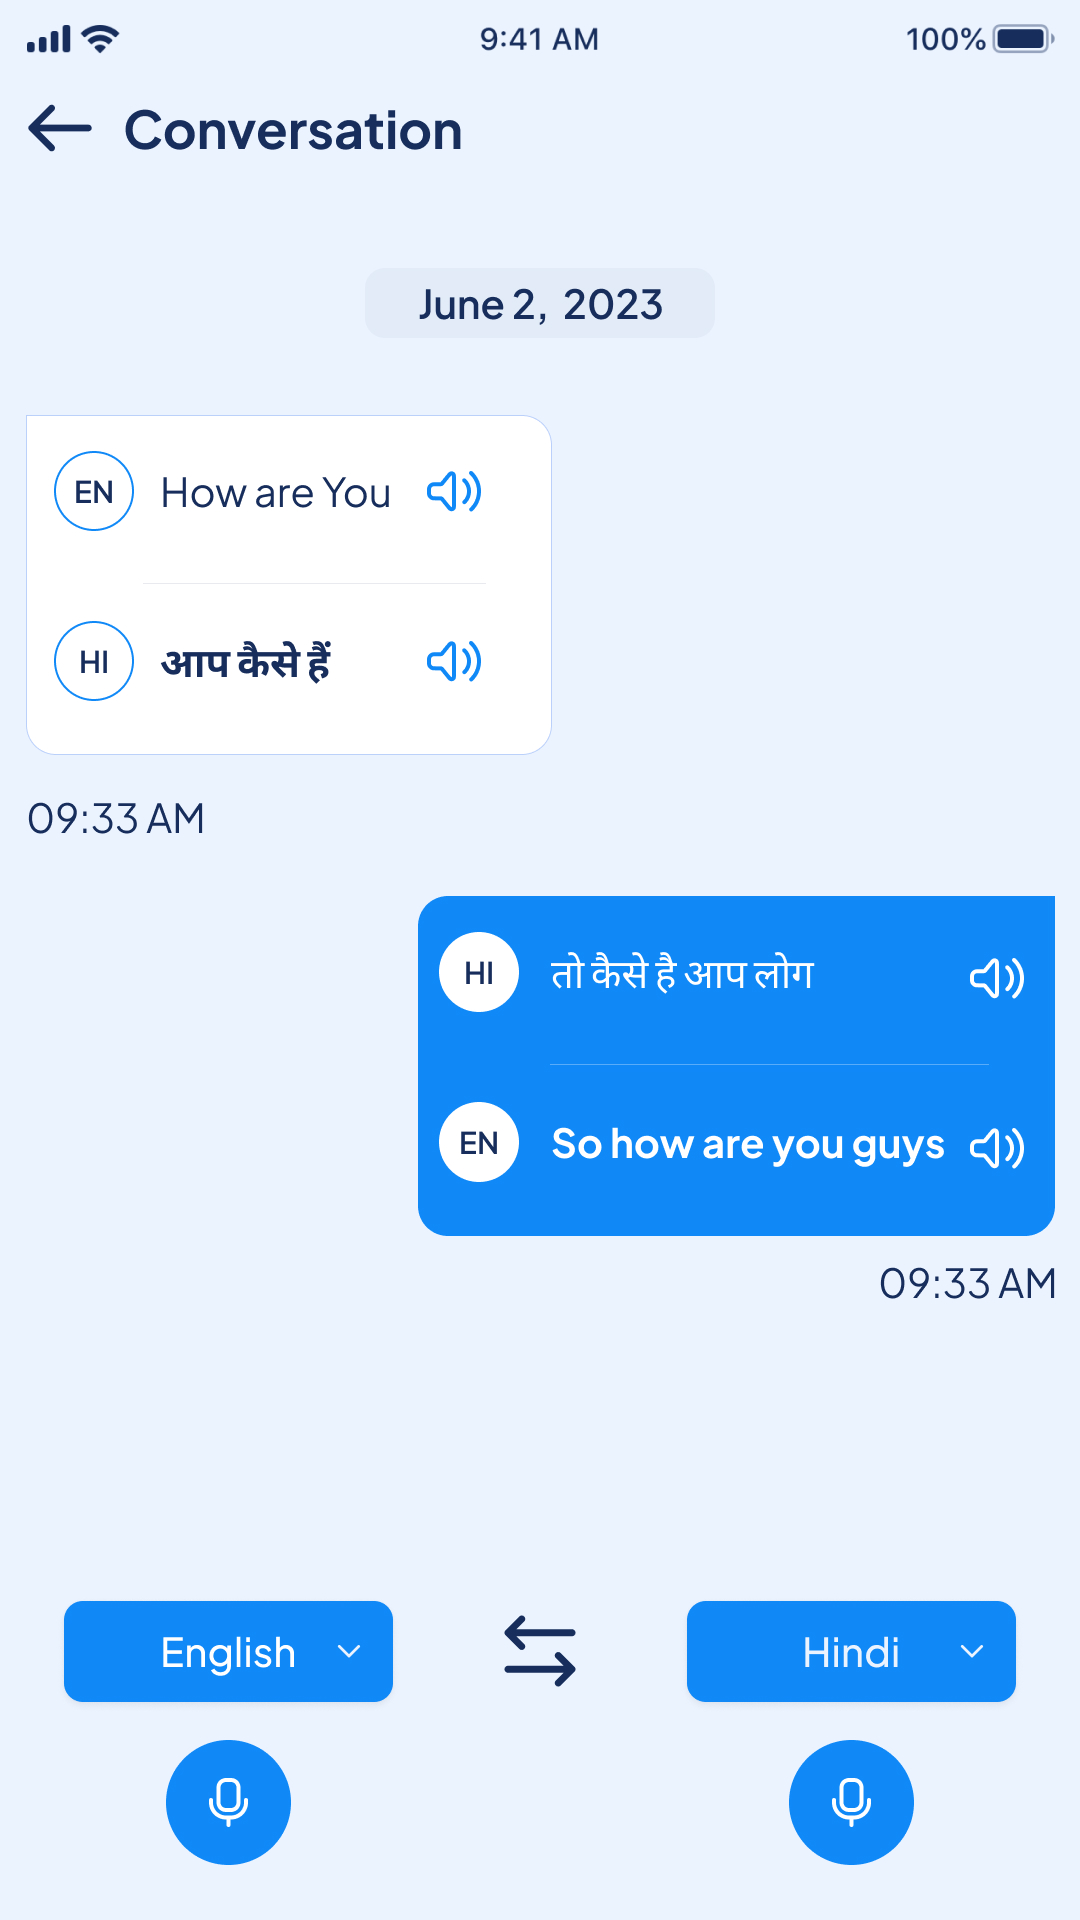 9:41 AM 100%
Conversation
June 2, 2023
EN How are You
HI आप कैसे हैं
09:33 AM
HI तो कैसे है आप लोग
EN So how are you guys
09:33 AM
English Hindi